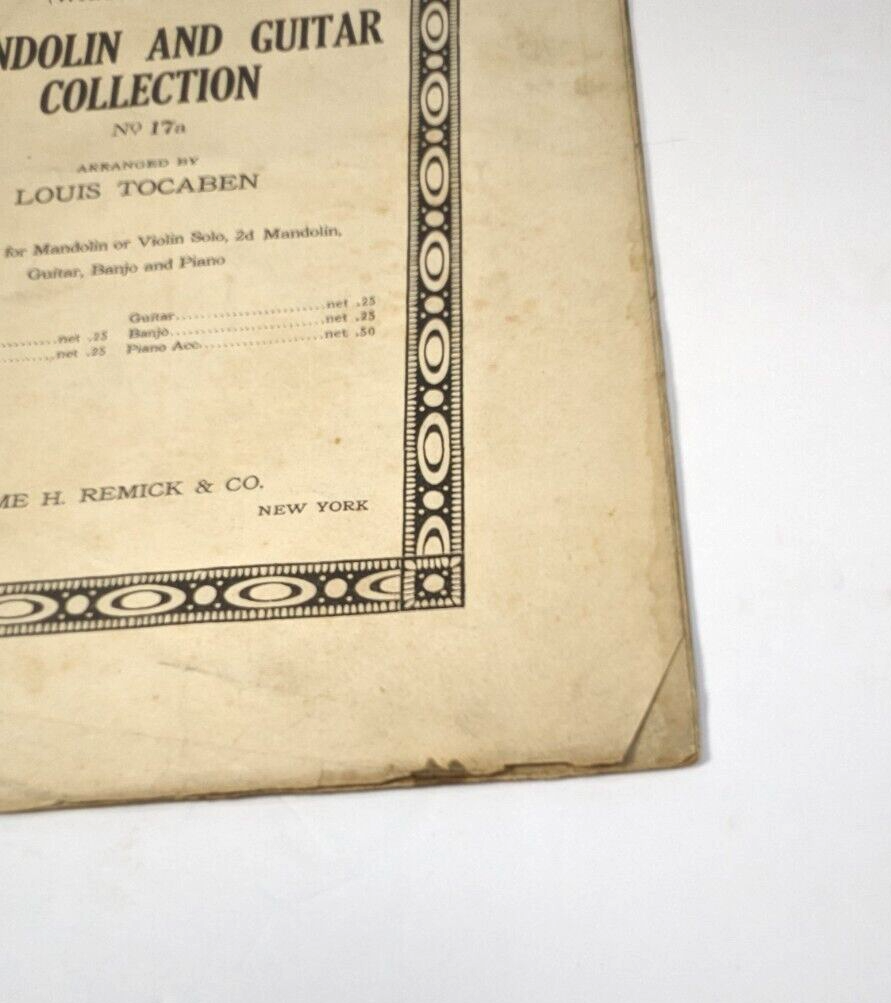 NDOLIN AND GUITAR
COLLECTION
No 17a
ARRANGED BY
LOUIS TOCABEN
for Mandolin or Violin Solo, 2d Mandolin,
Guitar, Banjo and Piano
Guitar..........................net .25
..........net .25 Banjo...........................net .25
..........net .25 Piano Acc.....................net .50
ME H. REMICK & CO.
NEW YORK